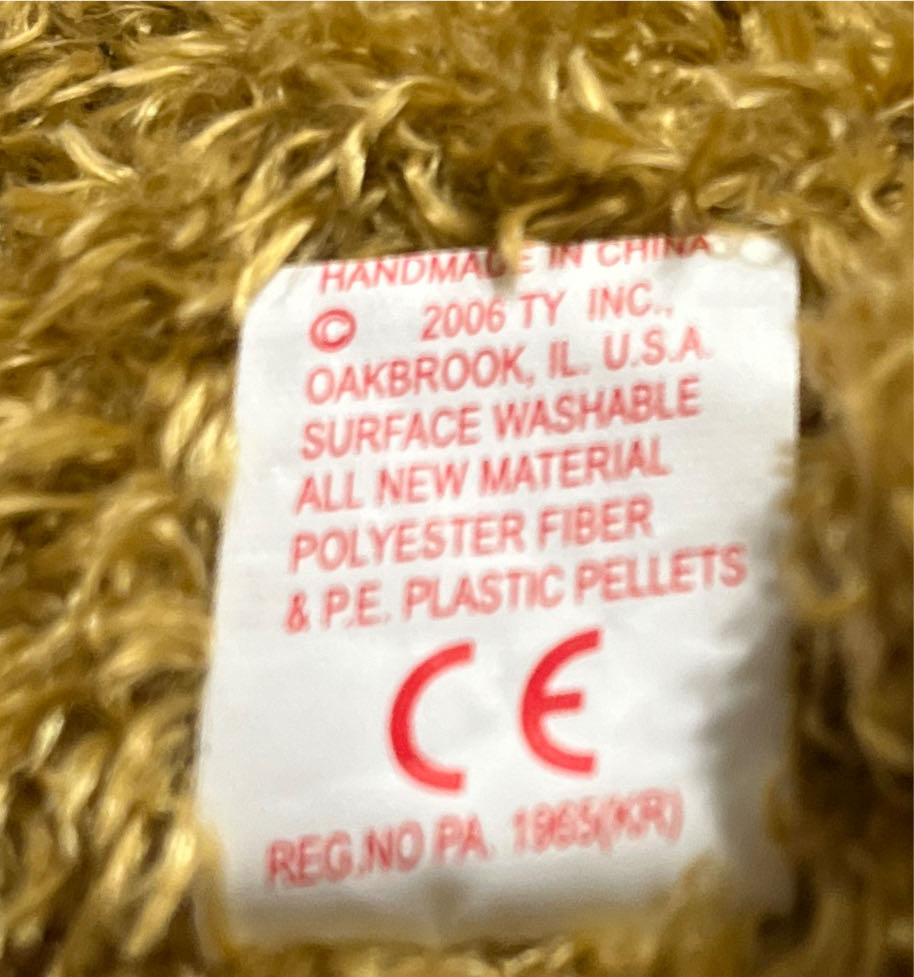 HANDMADE IN CHINA
© 2006 TY INC.,
OAKBROOK, IL. U.S.A.
SURFACE WASHABLE
ALL NEW MATERIAL
POLYESTER FIBER
& P.E. PLASTIC PELLETS
CE
REG.NO PA. 1965(KR)